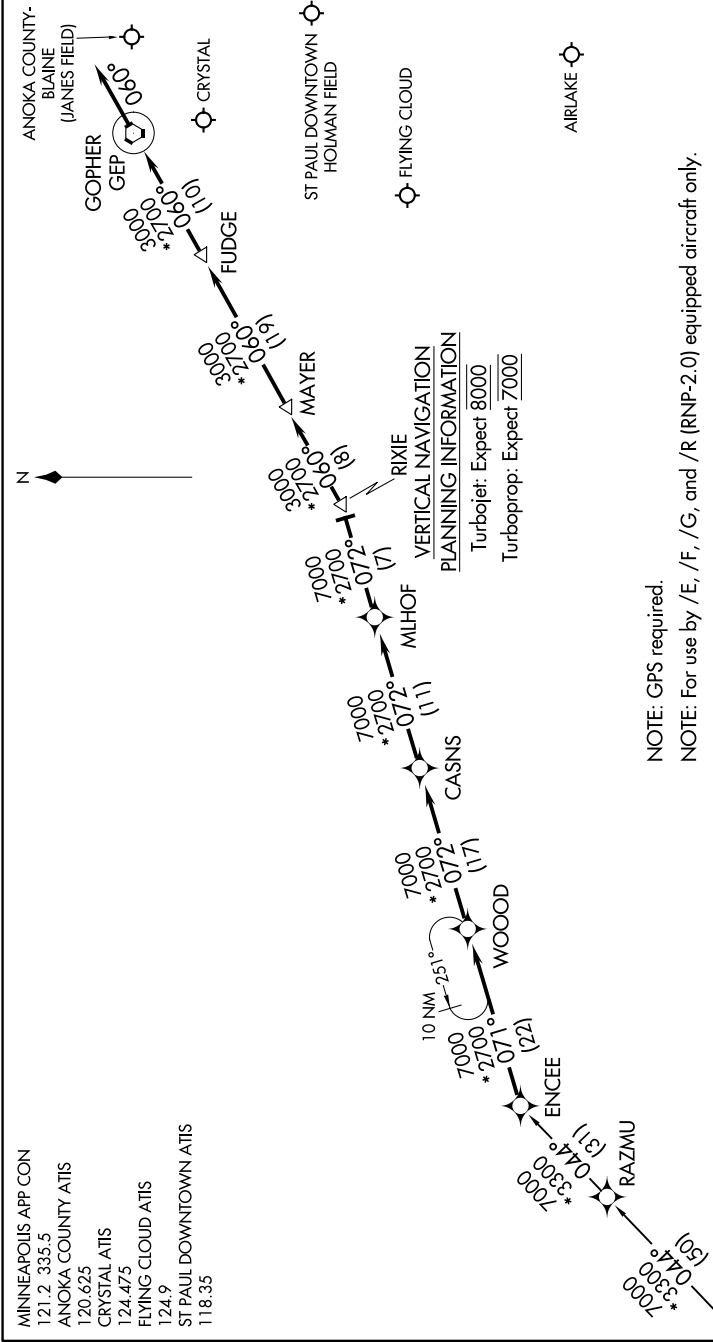 MINNEAPOLIS APP CON
121.2 335.5
ANOKA COUNTY ATIS
120.625
CRYSTAL ATIS
124.475
FLYING CLOUD ATIS
124.9
ST PAUL DOWNTOWN ATIS
118.35
N
ANOKA COUNTY-
BLAINE
(JANES FIELD)
060°
GOPHER
GEP
CRYSTAL
ST PAUL DOWNTOWN
HOLMAN FIELD
FLYING CLOUD
AIRLAKE
3000
*2700
060°
(10)
FUDGE
3000
*2700
060°
(19)
MAYER
3000
*2700
060°
(8)
RIXIE
VERTICAL NAVIGATION
PLANNING INFORMATION
Turbojet: Expect 8000
Turboprop: Expect 7000
7000
*2700
072°
(7)
MLHOF
7000
*2700
072°
(11)
CASNS
7000
*2700
072°
(17)
WOOOD
10 NM
251°
7000
*2700
071°
(22)
ENCEE
7000
*3300
044°
(31)
RAZMU
7000
*3300
044°
(50)
NOTE: GPS required.
NOTE: For use by /E, /F, /G, and /R (RNP-2.0) equipped aircraft only.